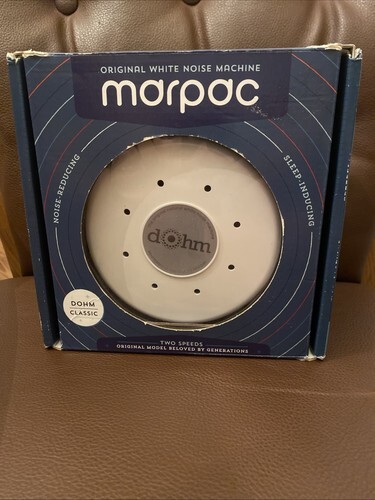 ORIGINAL WHITE NOISE MACHINE
marpac
NOISE-REDUCING
SLEEP-INDUCING
dohm
DOHM
CLASSIC
TWO SPEEDS
ORIGINAL MODEL BELOVED BY GENERATIONS